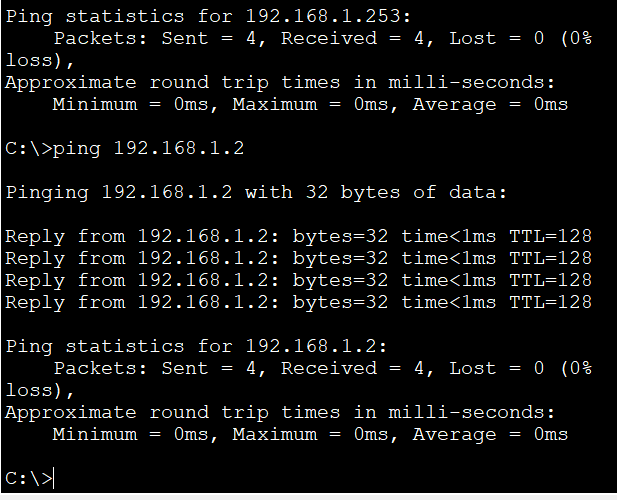 Ping statistics for 192.168.1.253:
    Packets: Sent = 4, Received = 4, Lost = 0 (0%
loss),
Approximate round trip times in milli-seconds:
    Minimum = 0ms, Maximum = 0ms, Average = 0ms

C:\>ping 192.168.1.2

Pinging 192.168.1.2 with 32 bytes of data:

Reply from 192.168.1.2: bytes=32 time<1ms TTL=128
Reply from 192.168.1.2: bytes=32 time<1ms TTL=128
Reply from 192.168.1.2: bytes=32 time<1ms TTL=128
Reply from 192.168.1.2: bytes=32 time<1ms TTL=128

Ping statistics for 192.168.1.2:
    Packets: Sent = 4, Received = 4, Lost = 0 (0%
loss),
Approximate round trip times in milli-seconds:
    Minimum = 0ms, Maximum = 0ms, Average = 0ms

C:\>